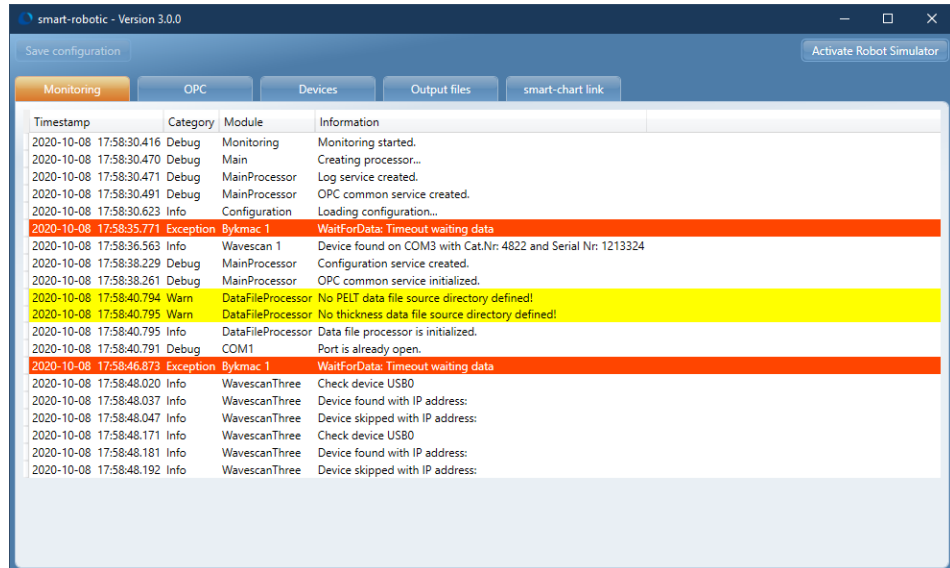 smart-robotic - Version 3.0.0
Save configuration Activate Robot Simulator
Monitoring OPC Devices Output files smart-chart link
Timestamp Category Module Information
2020-10-08 17:58:30.416 Debug Monitoring Monitoring started.
2020-10-08 17:58:30.470 Debug Main Creating processor...
2020-10-08 17:58:30.471 Debug MainProcessor Log service created.
2020-10-08 17:58:30.491 Debug MainProcessor OPC common service created.
2020-10-08 17:58:30.623 Info Configuration Loading configuration...
2020-10-08 17:58:35.771 Exception Bykmac 1 WaitForData: Timeout waiting data
2020-10-08 17:58:36.563 Info Wavescan 1 Device found on COM3 with Cat.Nr: 4822 and Serial Nr: 1213324
2020-10-08 17:58:38.229 Debug MainProcessor Configuration service created.
2020-10-08 17:58:38.261 Debug MainProcessor OPC common service initialized.
2020-10-08 17:58:40.794 Warn DataFileProcessor No PELT data file source directory defined!
2020-10-08 17:58:40.795 Warn DataFileProcessor No thickness data file source directory defined!
2020-10-08 17:58:40.795 Info DataFileProcessor Data file processor is initialized.
2020-10-08 17:58:40.791 Debug COM1 Port is already open.
2020-10-08 17:58:46.873 Exception Bykmac 1 WaitForData: Timeout waiting data
2020-10-08 17:58:48.020 Info WavescanThree Check device USB0
2020-10-08 17:58:48.037 Info WavescanThree Device found with IP address:
2020-10-08 17:58:48.047 Info WavescanThree Device skipped with IP address:
2020-10-08 17:58:48.171 Info WavescanThree Check device USB0
2020-10-08 17:58:48.181 Info WavescanThree Device found with IP address:
2020-10-08 17:58:48.192 Info WavescanThree Device skipped with IP address: